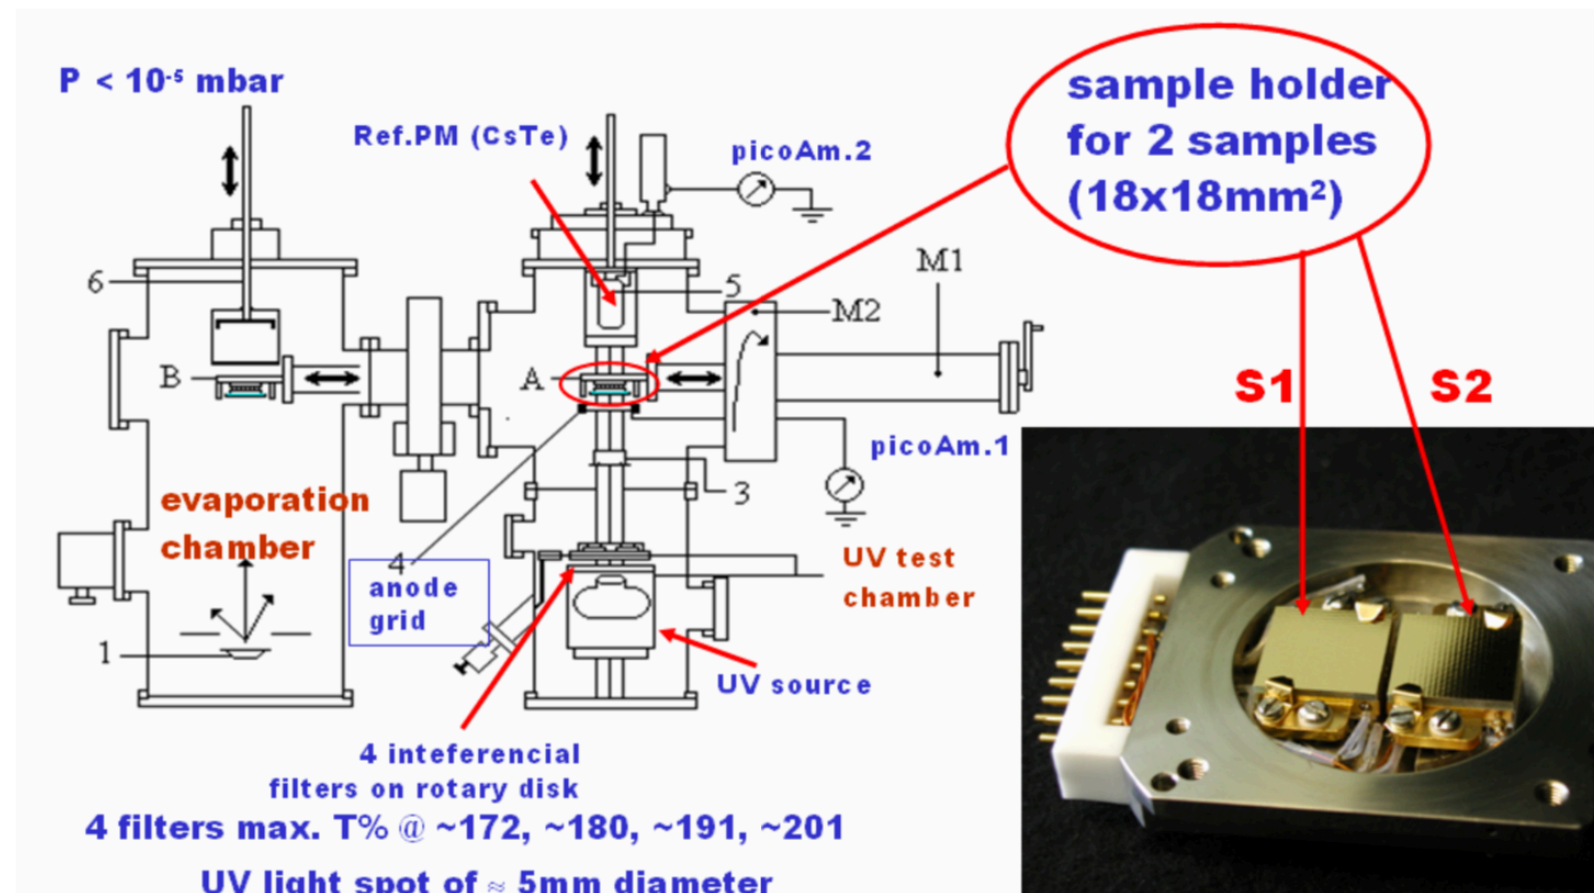 P < 10⁻⁵ mbar
Ref.PM (CsTe)
picoAm.2
sample holder
for 2 samples
(18x18mm²)
M1
6
5
M2
B
A
S1
S2
picoAm.1
3
evaporation
chamber
4
anode
grid
UV test
chamber
1
UV source
4 inteferencial
filters on rotary disk
4 filters max. T% @ ~172, ~180, ~191, ~201
UV light spot of ≈ 5mm diameter